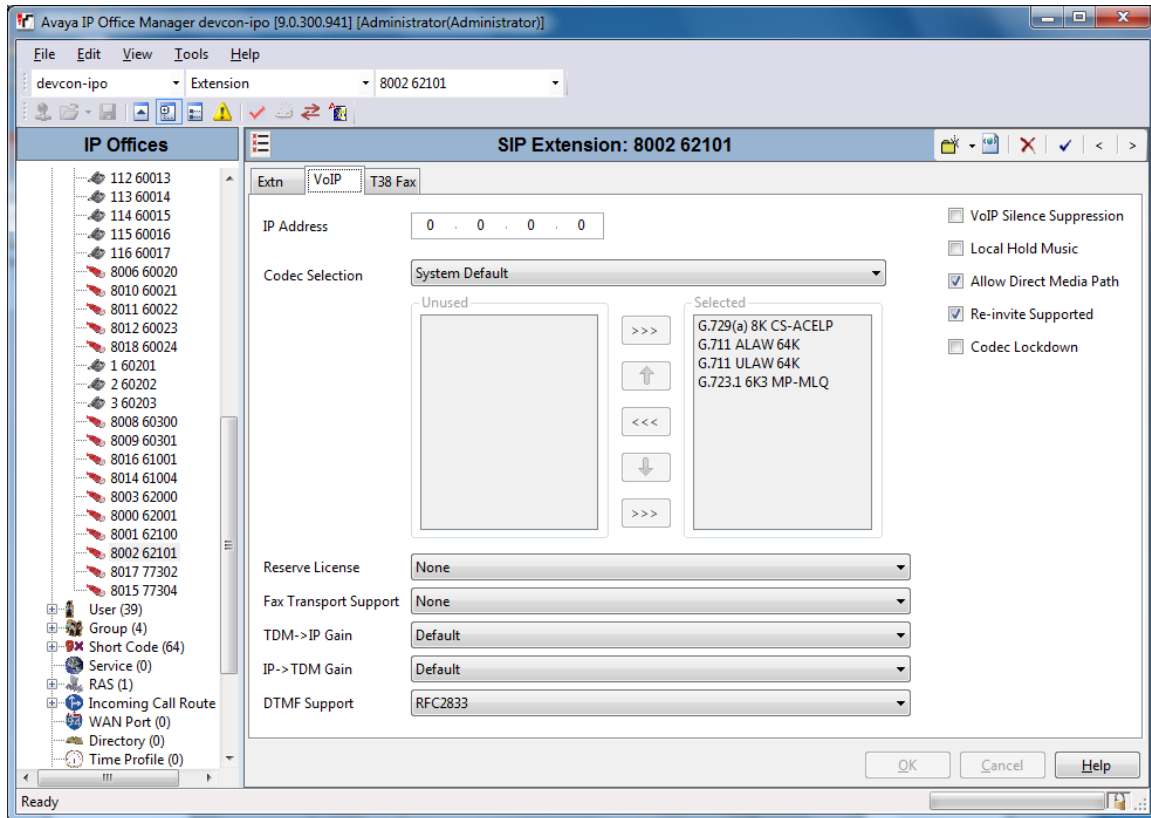 Avaya IP Office Manager devcon-ipo [9.0.300.941] [Administrator(Administrator)]
File Edit View Tools Help
devcon-ipo Extension 8002 62101
IP Offices
112 60013
113 60014
114 60015
115 60016
116 60017
8006 60020
8010 60021
8011 60022
8012 60023
8018 60024
1 60201
2 60202
3 60203
8008 60300
8009 60301
8016 61001
8014 61004
8003 62000
8000 62001
8001 62100
8002 62101
8017 77302
8015 77304
User (39)
Group (4)
Short Code (64)
Service (0)
RAS (1)
Incoming Call Route
WAN Port (0)
Directory (0)
Time Profile (0)
SIP Extension: 8002 62101
Extn VoIP T38 Fax
IP Address 0 . 0 . 0 . 0
Codec Selection System Default
Unused
Selected
>>>
<<<
>>>
G.729(a) 8K CS-ACELP
G.711 ALAW 64K
G.711 ULAW 64K
G.723.1 6K3 MP-MLQ
Reserve License None
Fax Transport Support None
TDM->IP Gain Default
IP->TDM Gain Default
DTMF Support RFC2833
VoIP Silence Suppression
Local Hold Music
Allow Direct Media Path
Re-invite Supported
Codec Lockdown
OK Cancel Help
Ready